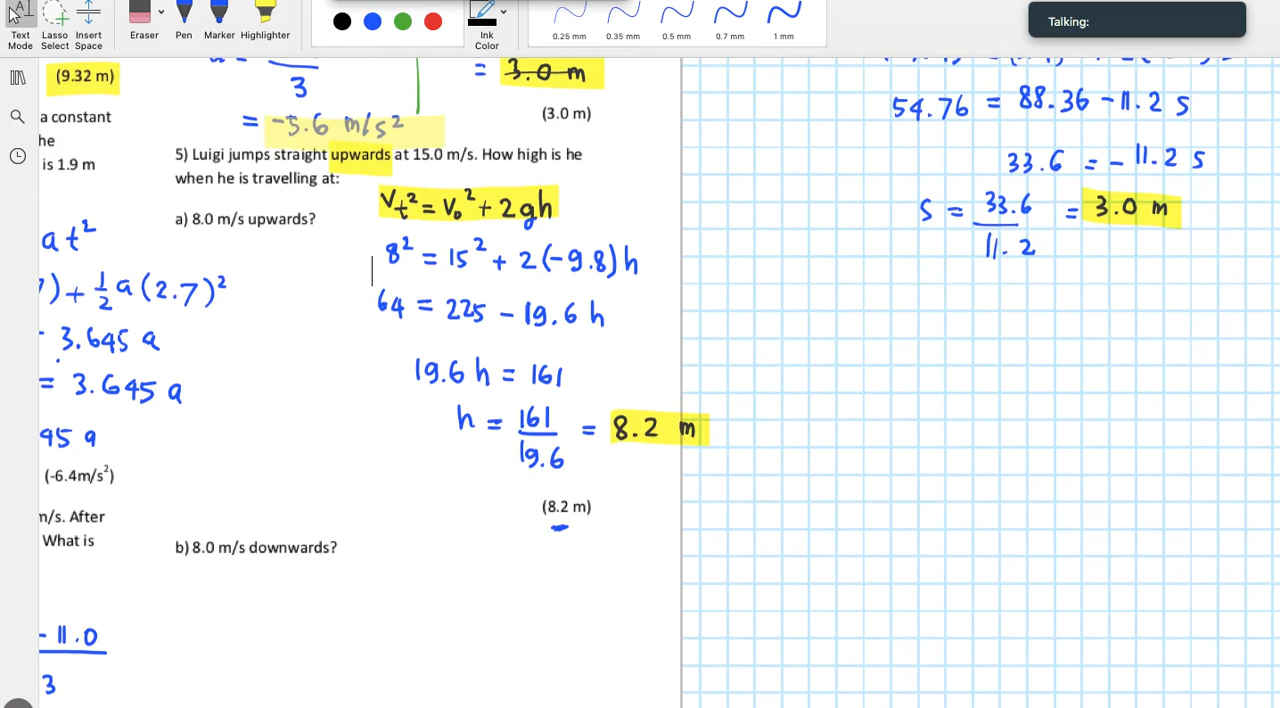 Text Mode
Lasso Select
Insert Space
Eraser
Pen
Marker
Highlighter
Ink Color
0.25 mm
0.35 mm
0.5 mm
0.7 mm
1 mm
Talking:
(9.32 m)
a constant
he
is 1.9 m
at²
) + 1/2 a (2.7)²
- 3.645 a
= 3.645 a
45 a
(-6.4m/s²)
m/s. After
What is
- 11.0
3
3
= -5.6 m/s²
= 3.0 m
(3.0 m)
5) Luigi jumps straight upwards at 15.0 m/s. How high is he
when he is travelling at:
a) 8.0 m/s upwards?
Vt² = V₀² + 2gh
8² = 15² + 2(-9.8)h
64 = 225 - 19.6 h
19.6 h = 161
h = 161/19.6 = 8.2 m
(8.2 m)
b) 8.0 m/s downwards?
54.76 = 88.36 - 11.2 s
33.6 = - 11.2 s
s = 33.6/11.2 = 3.0 m